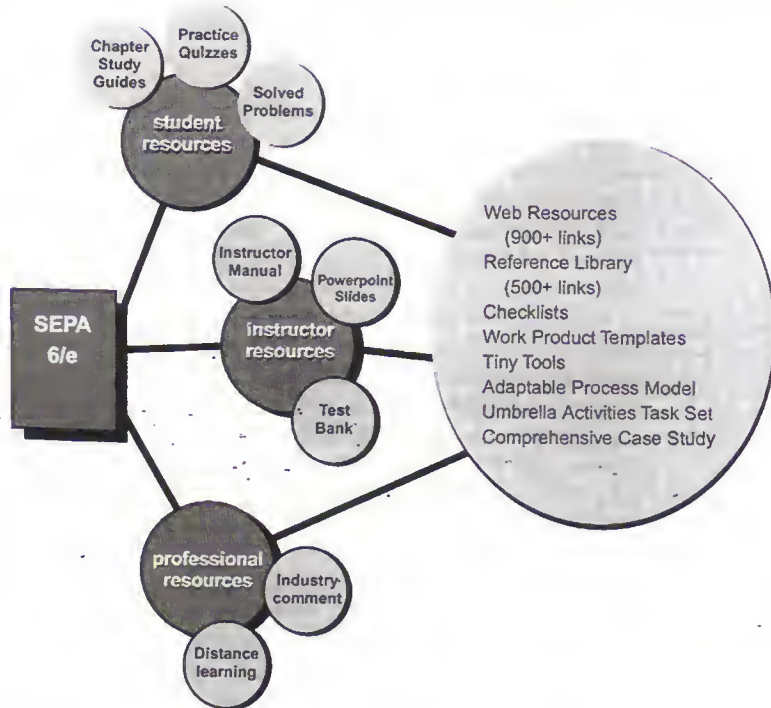 Chapter
Study
Guides
Practice
Quizzes
Solved
Problems
student
resources
SEPA
6/e
Instructor
Manual
Powerpoint
Slides
instructor
resources
Test
Bank
professional
resources
Industry
comment
Distance
learning
Web Resources
(900+ links)
Reference Library
(500+ links)
Checklists
Work Product Templates
Tiny Tools
Adaptable Process Model
Umbrella Activities Task Set
Comprehensive Case Study